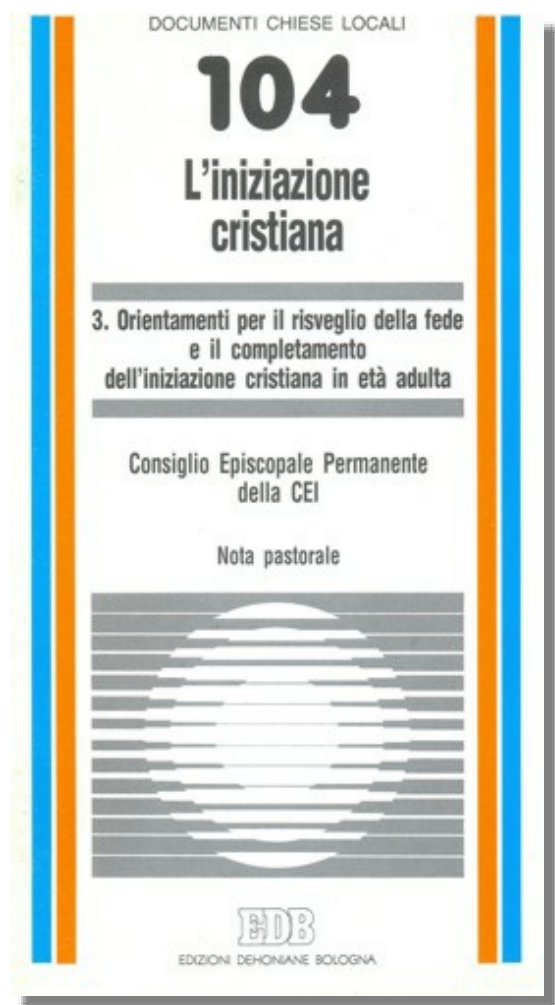 DOCUMENTI CHIESE LOCALI
104
L'iniziazione
cristiana
3. Orientamenti per il risveglio della fede
e il completamento
dell'iniziazione cristiana in età adulta
Consiglio Episcopale Permanente
della CEI
Nota pastorale
EDB
EDIZIONI DEHONIANE BOLOGNA